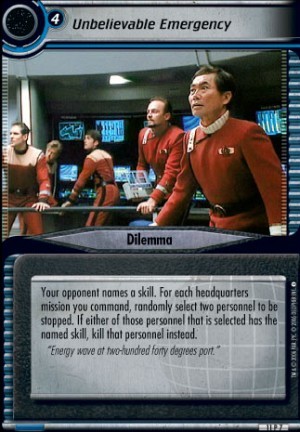 4 Unbelievable Emergency
Dilemma
Your opponent names a skill. For each headquarters
mission you command, randomly select two personnel to
be stopped. If either of those personnel that is selected has the
named skill, kill that personnel instead.
"Energy wave at two-hundred forty degrees port."
11 P 7